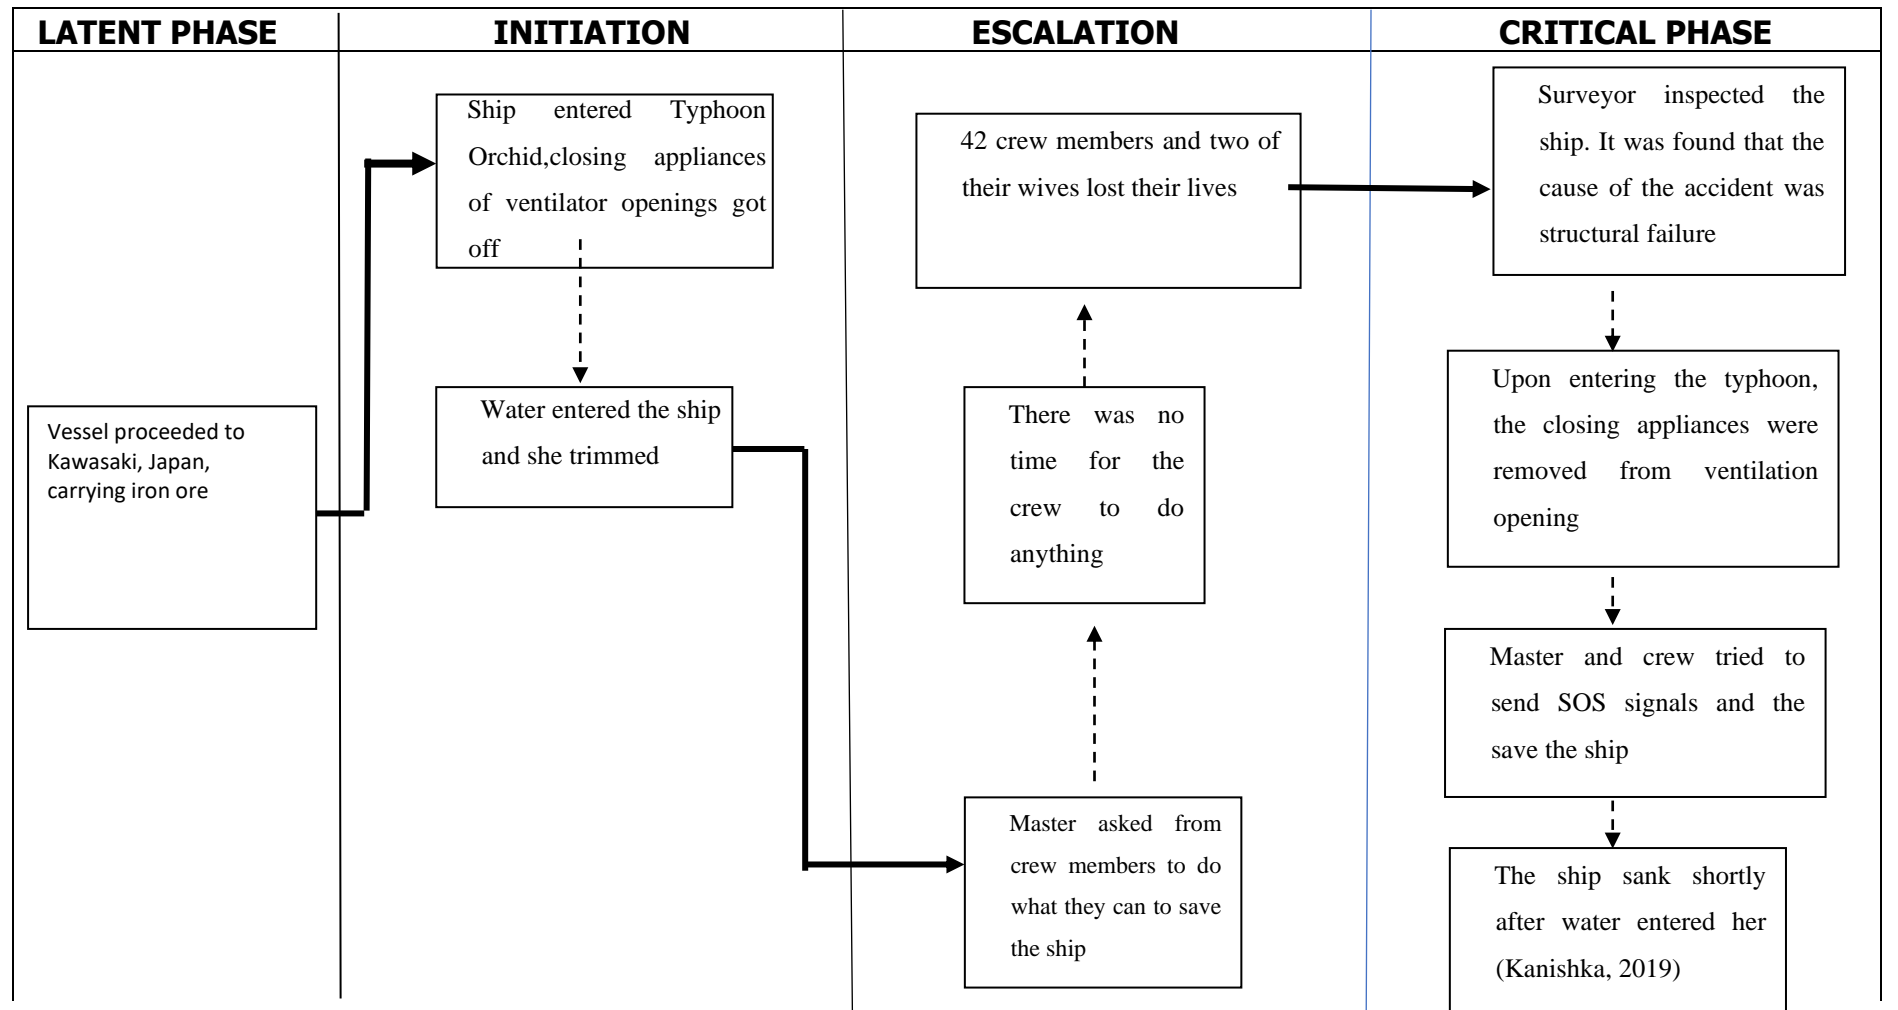 LATENT PHASE
INITIATION
ESCALATION
CRITICAL PHASE
Vessel proceeded to
Kawasaki, Japan,
carrying iron ore
Ship entered Typhoon
Orchid,closing appliances
of ventilator openings got
off
Water entered the ship
and she trimmed
42 crew members and two of
their wives lost their lives
There was no
time for the
crew to do
anything
Master asked from
crew members to do
what they can to save
the ship
Surveyor inspected the
ship. It was found that the
cause of the accident was
structural failure
Upon entering the typhoon,
the closing appliances were
removed from ventilation
opening
Master and crew tried to
send SOS signals and the
save the ship
The ship sank shortly
after water entered her
(Kanishka, 2019)